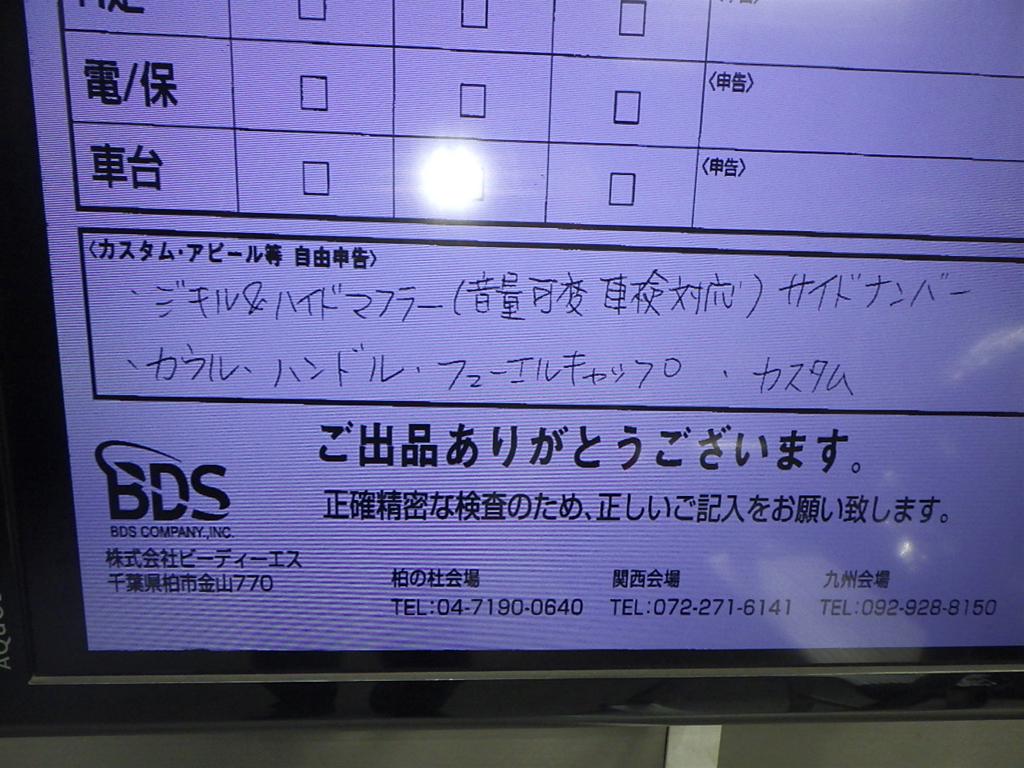 電/保 □ □ □ 〈申告〉
車台 □ □ 〈申告〉
〈カスタム・アピール等 自由申告〉
・ジキル&ハイドマフラー(音量可変 車検対応) サイドナンバー
・カウル・ハンドル・フューエルキャップ ・カスタム
ご出品ありがとうございます。
正確精密な検査のため、正しいご記入をお願い致します。
BDS
BDS COMPANY,INC.
株式会社ビーディーエス
千葉県柏市金山770
柏の杜会場 関西会場 九州会場
TEL:04-7190-0640 TEL:072-271-6141 TEL:092-928-8150
AQUOS